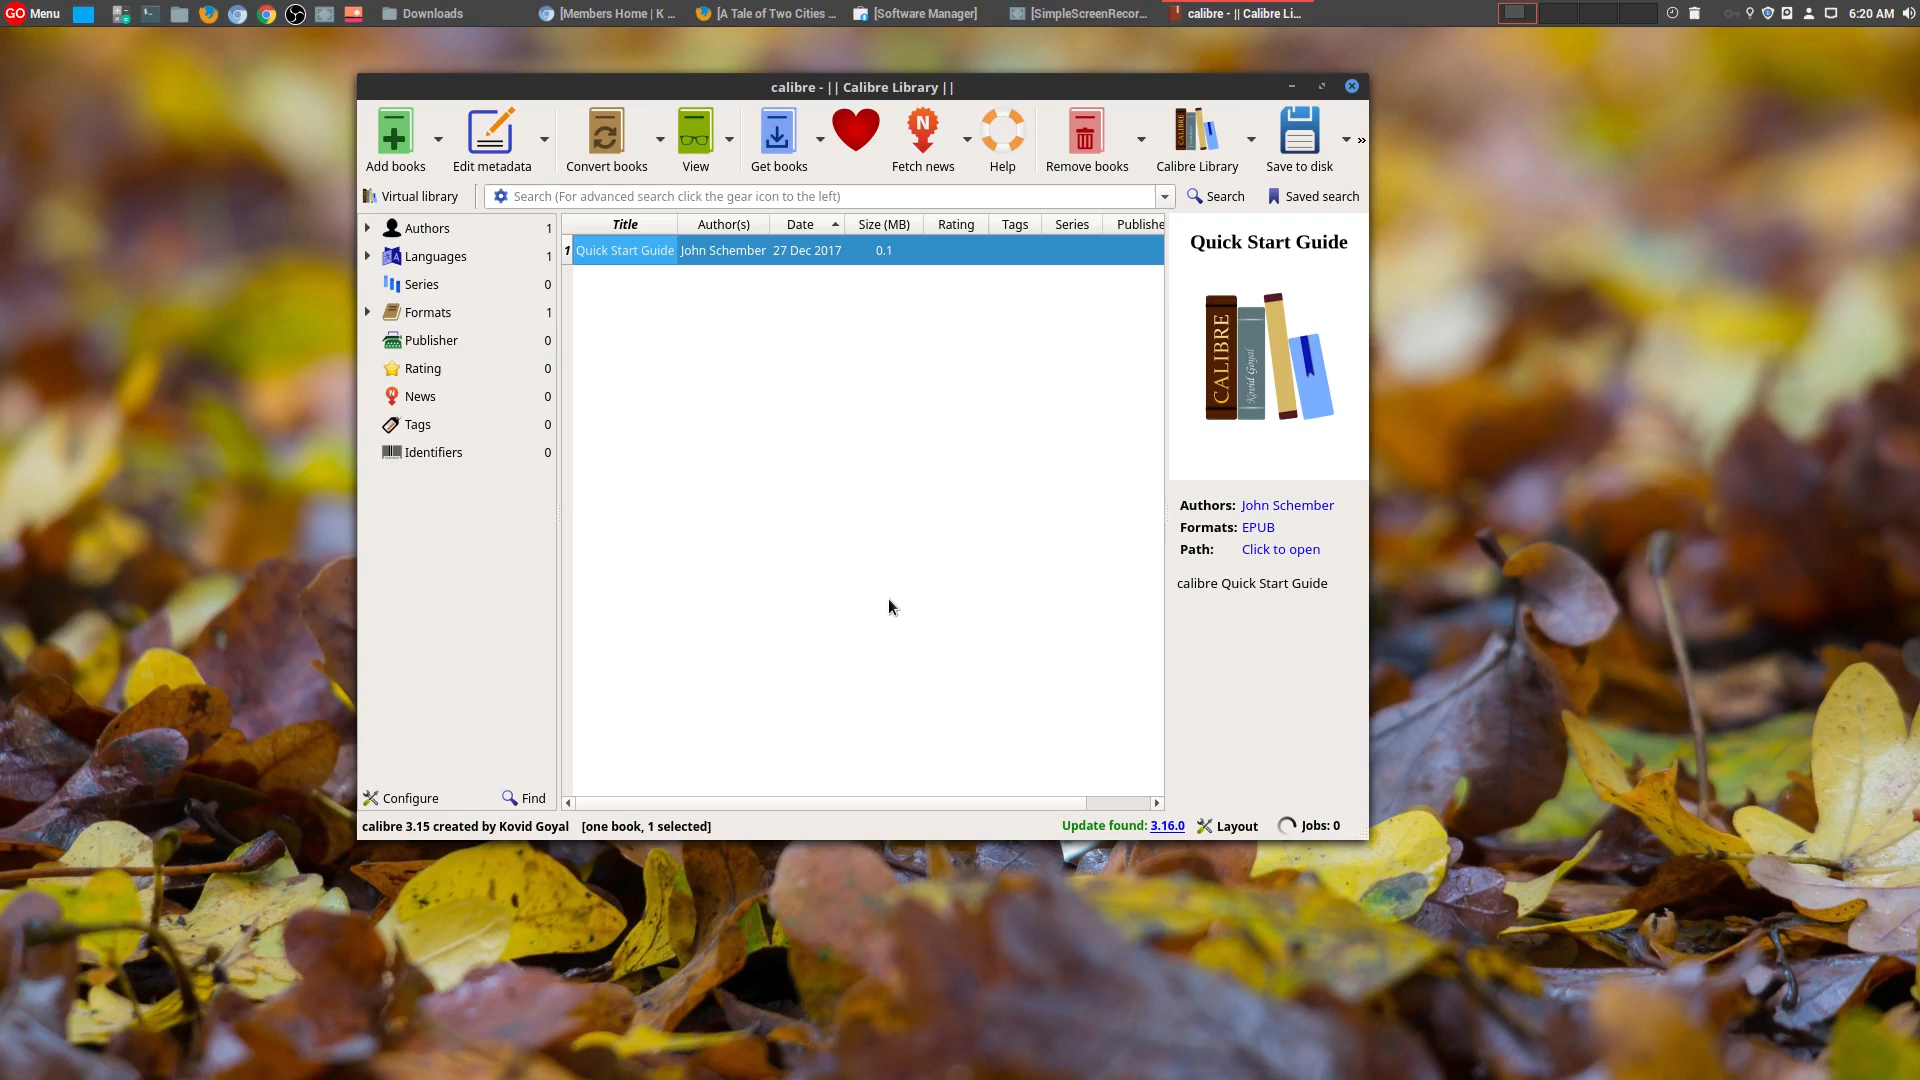 GO Menu Downloads [Members Home | K ... [A Tale of Two Cities ... [Software Manager] [SimpleScreenRecor... calibre - || Calibre Li... 6:20 AM
calibre - || Calibre Library ||
Add books Edit metadata Convert books View Get books Fetch news Help Remove books Calibre Library Save to disk »
Virtual library Search (For advanced search click the gear icon to the left) Search Saved search
Authors 1
Languages 1
Series 0
Formats 1
Publisher 0
Rating 0
News 0
Tags 0
Identifiers 0
Configure Find
Title Author(s) Date Size (MB) Rating Tags Series Publishe
1 Quick Start Guide John Schember 27 Dec 2017 0.1
Quick Start Guide
CALIBRE
Kovid Goyal
Authors: John Schember
Formats: EPUB
Path: Click to open
calibre Quick Start Guide
calibre 3.15 created by Kovid Goyal [one book, 1 selected] Update found: 3.16.0 Layout Jobs: 0